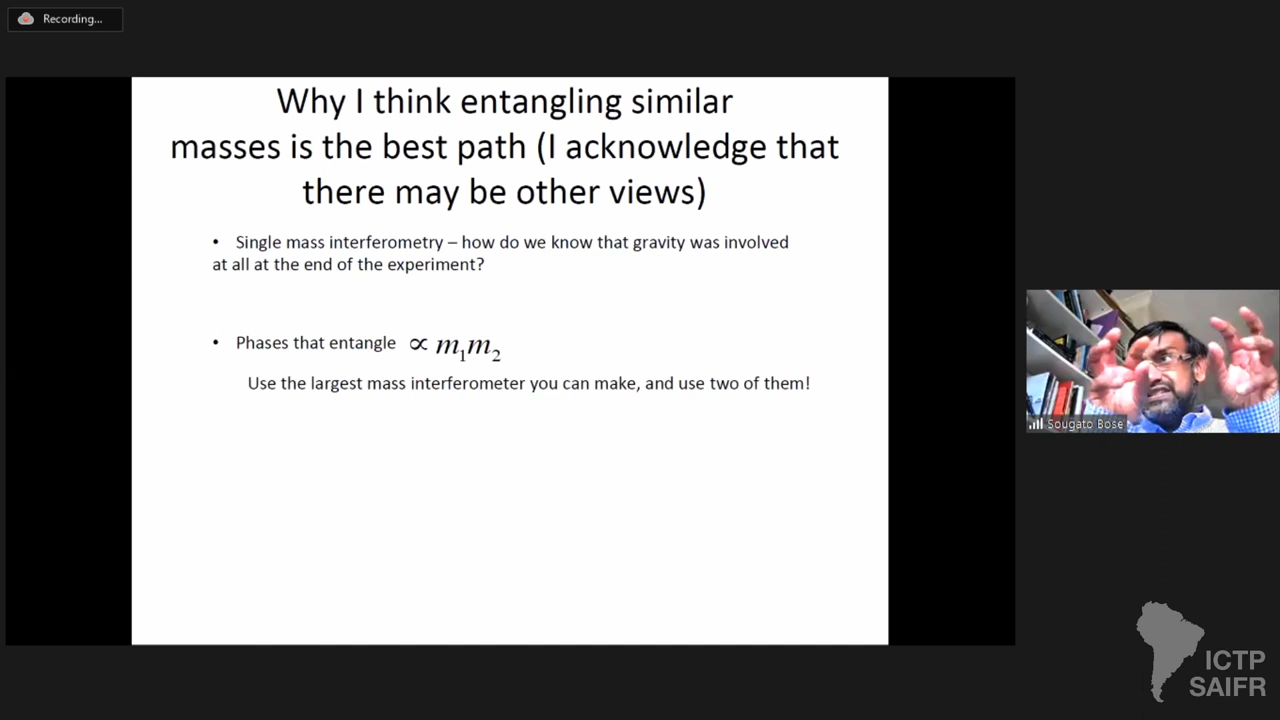 Recording...
Why I think entangling similar
masses is the best path (I acknowledge that
there may be other views)
• Single mass interferometry – how do we know that gravity was involved
at all at the end of the experiment?
• Phases that entangle ∝ m₁m₂
Use the largest mass interferometer you can make, and use two of them!
Sougato Bose
ICTP
SAIFR